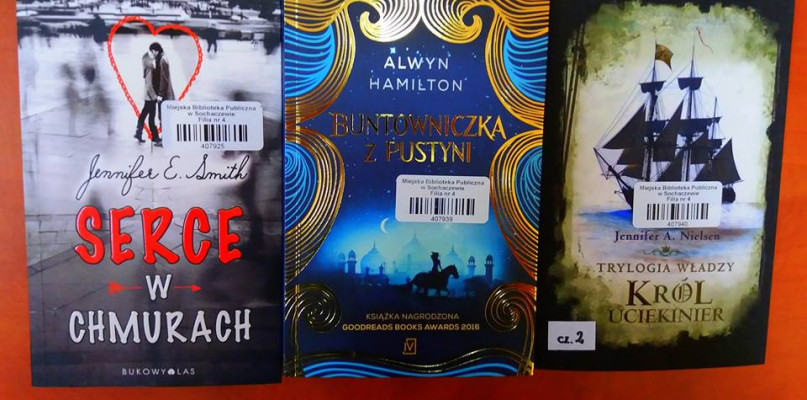 Miejska Biblioteka Publiczna
w Sochaczewie
Filia nr 4
407925
Jennifer E. Smith
SERCE
W
CHMURACH
BUKOWY LAS
ALWYN
HAMILTON
BUNTOWNICZKA
Z PUSTYNI
Miejska Biblioteka Publiczna
w Sochaczewie
Filia nr 4
407939
KSIĄŻKA NAGRODZONA
GOODREADS BOOKS AWARDS 2016
Miejska Biblioteka Publiczna
w Sochaczewie
Filia nr 4
407940
Jennifer A. Nielsen
TRYLOGIA WŁADZY
KRÓL
UCIEKINIER
cz. 2